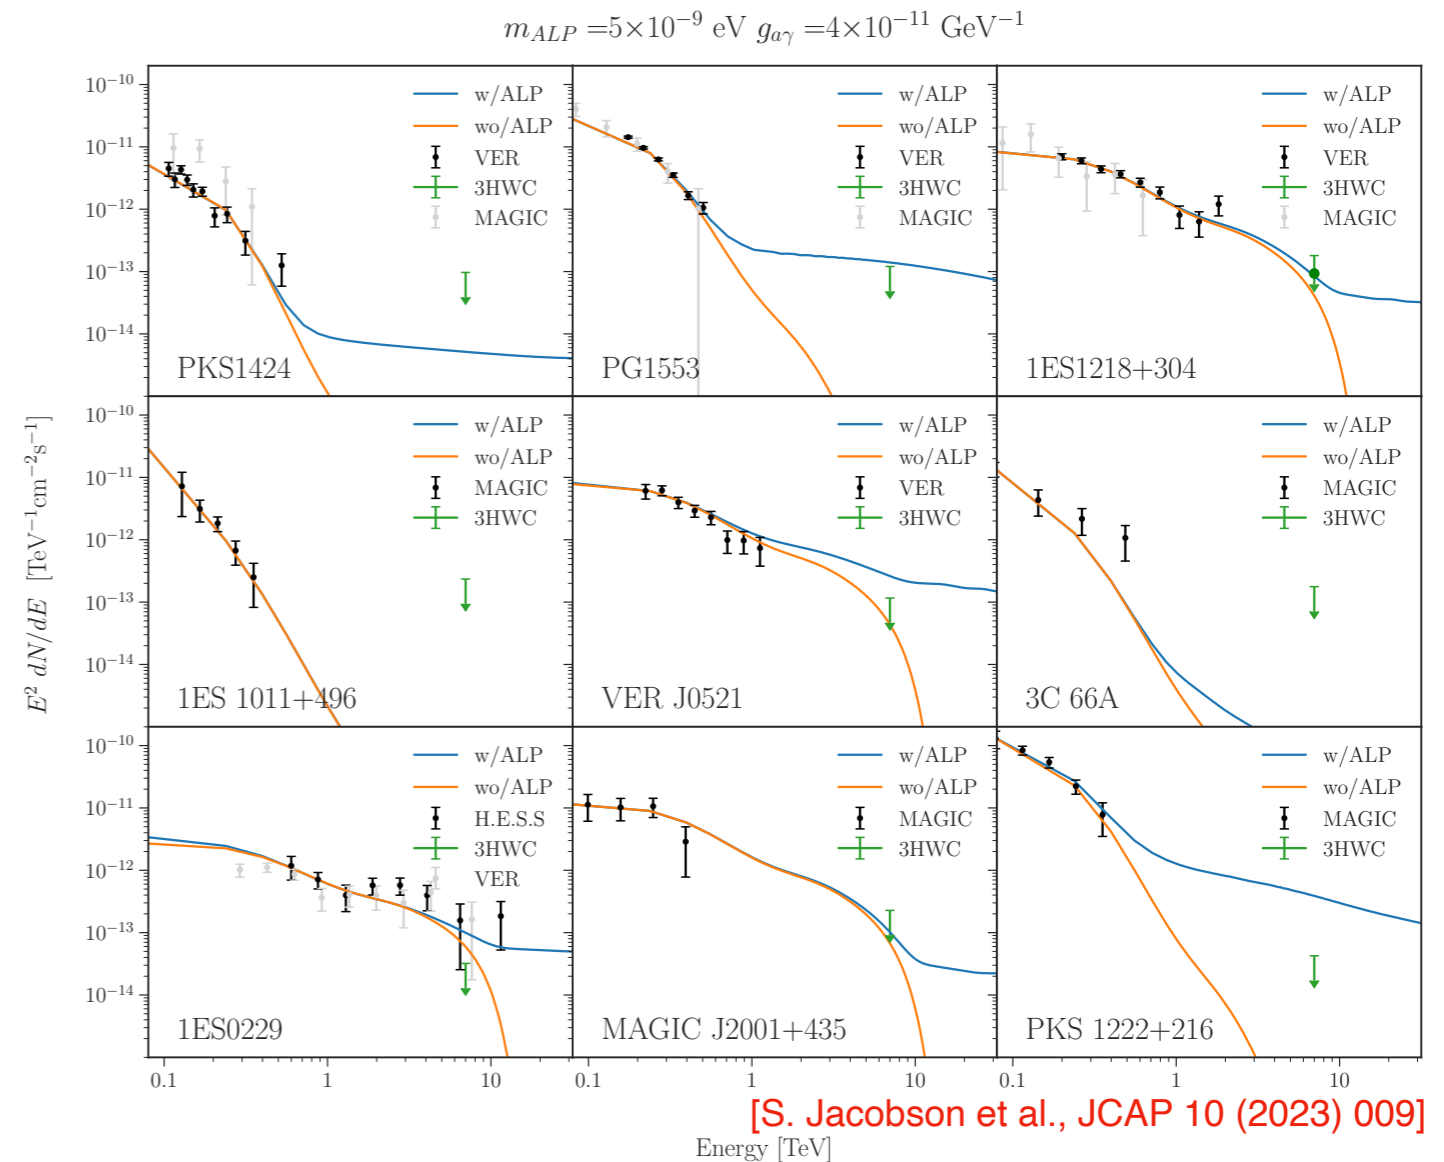 m_ALP =5×10⁻⁹ eV g_aγ =4×10⁻¹¹ GeV⁻¹
E² dN/dE [TeV⁻¹cm⁻²s⁻¹]
10⁻¹⁰
10⁻¹¹
10⁻¹²
10⁻¹³
10⁻¹⁴
w/ALP
wo/ALP
VER
3HWC
MAGIC
PKS1424
w/ALP
wo/ALP
VER
3HWC
MAGIC
PG1553
w/ALP
wo/ALP
VER
3HWC
MAGIC
1ES1218+304
10⁻¹⁰
10⁻¹¹
10⁻¹²
10⁻¹³
10⁻¹⁴
w/ALP
wo/ALP
MAGIC
3HWC
1ES 1011+496
w/ALP
wo/ALP
VER
3HWC
VER J0521
w/ALP
wo/ALP
MAGIC
3HWC
3C 66A
10⁻¹⁰
10⁻¹¹
10⁻¹²
10⁻¹³
10⁻¹⁴
w/ALP
wo/ALP
H.E.S.S
3HWC
VER
1ES0229
w/ALP
wo/ALP
MAGIC
3HWC
MAGIC J2001+435
w/ALP
wo/ALP
MAGIC
3HWC
PKS 1222+216
0.1 1 10
0.1 1 10
0.1 1 10
[S. Jacobson et al., JCAP 10 (2023) 009]
Energy [TeV]